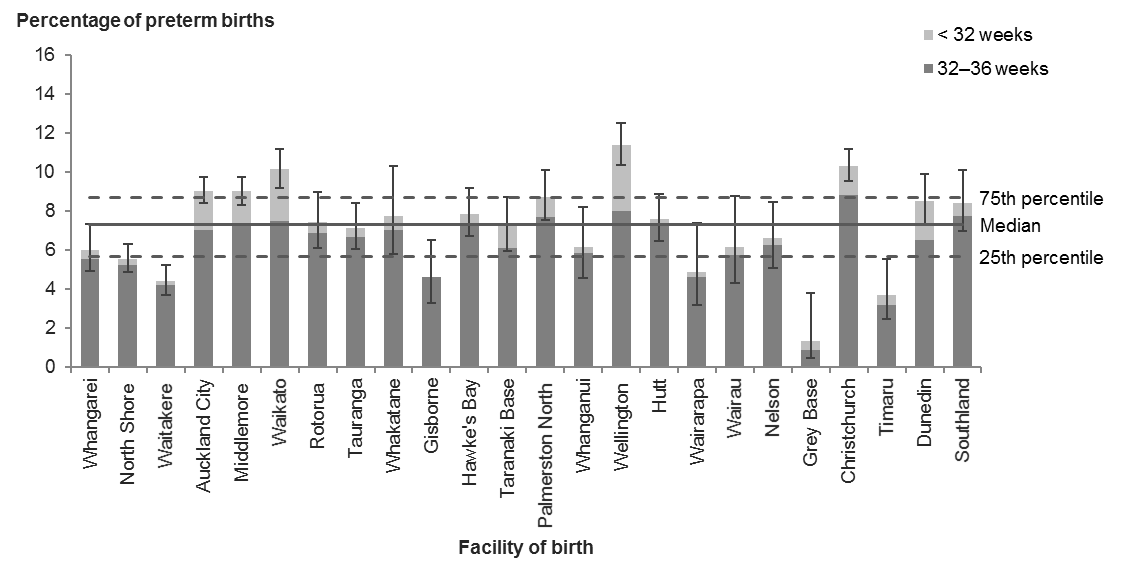 Percentage of preterm births
< 32 weeks
32–36 weeks
16
14
12
10
8
6
4
2
0
75th percentile
Median
25th percentile
Whangarei
North Shore
Waitakere
Auckland City
Middlemore
Waikato
Rotorua
Tauranga
Whakatane
Gisborne
Hawke's Bay
Taranaki Base
Palmerston North
Whanganui
Wellington
Hutt
Wairarapa
Wairau
Nelson
Grey Base
Christchurch
Timaru
Dunedin
Southland
Facility of birth